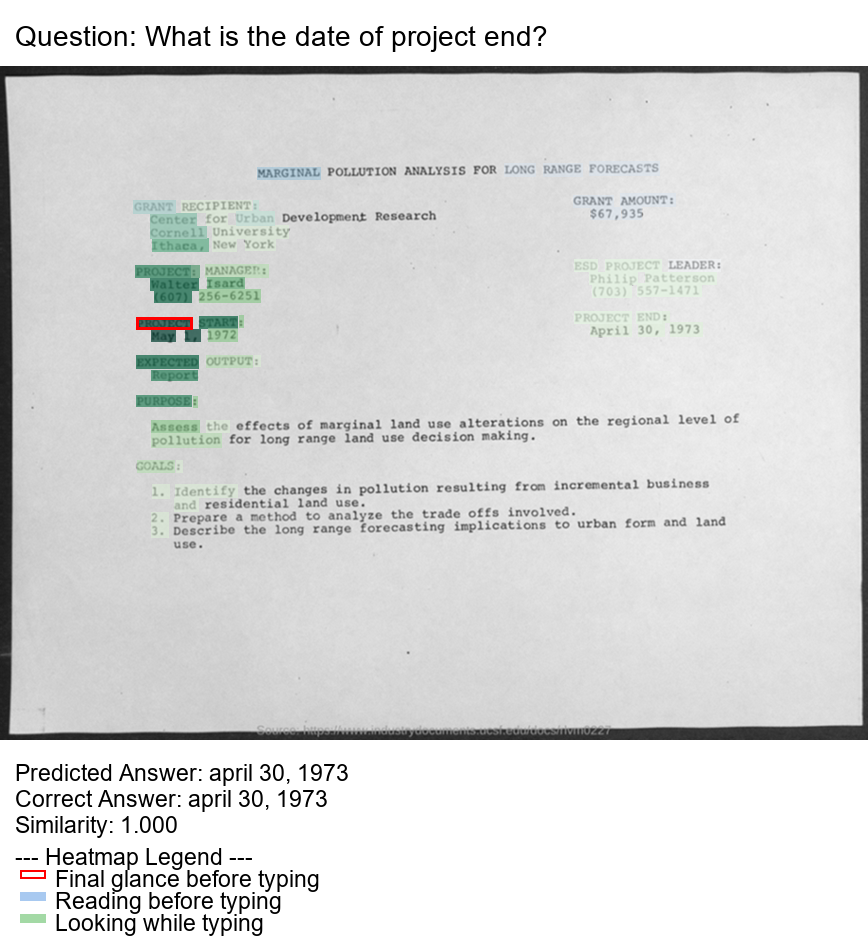 Question: What is the date of project end?
MARGINAL POLLUTION ANALYSIS FOR LONG RANGE FORECASTS
GRANT RECIPIENT:
Center for Urban Development Research
Cornell University
Ithaca, New York
GRANT AMOUNT:
$67,935
PROJECT: MANAGER:
Walter Isard
(607) 256-6251
ESD PROJECT LEADER:
Philip Patterson
(703) 557-1471
PROJECT START:
May 1, 1972
PROJECT END:
April 30, 1973
EXPECTED OUTPUT:
Report
PURPOSE:
Assess the effects of marginal land use alterations on the regional level of
pollution for long range land use decision making.
GOALS:
1. Identify the changes in pollution resulting from incremental business
and residential land use.
2. Prepare a method to analyze the trade offs involved.
3. Describe the long range forecasting implications to urban form and land
use.
Source: https://www.industrydocuments.ucsf.edu/docs/
Predicted Answer: april 30, 1973
Correct Answer: april 30, 1973
Similarity: 1.000
--- Heatmap Legend ---
Final glance before typing
Reading before typing
Looking while typing